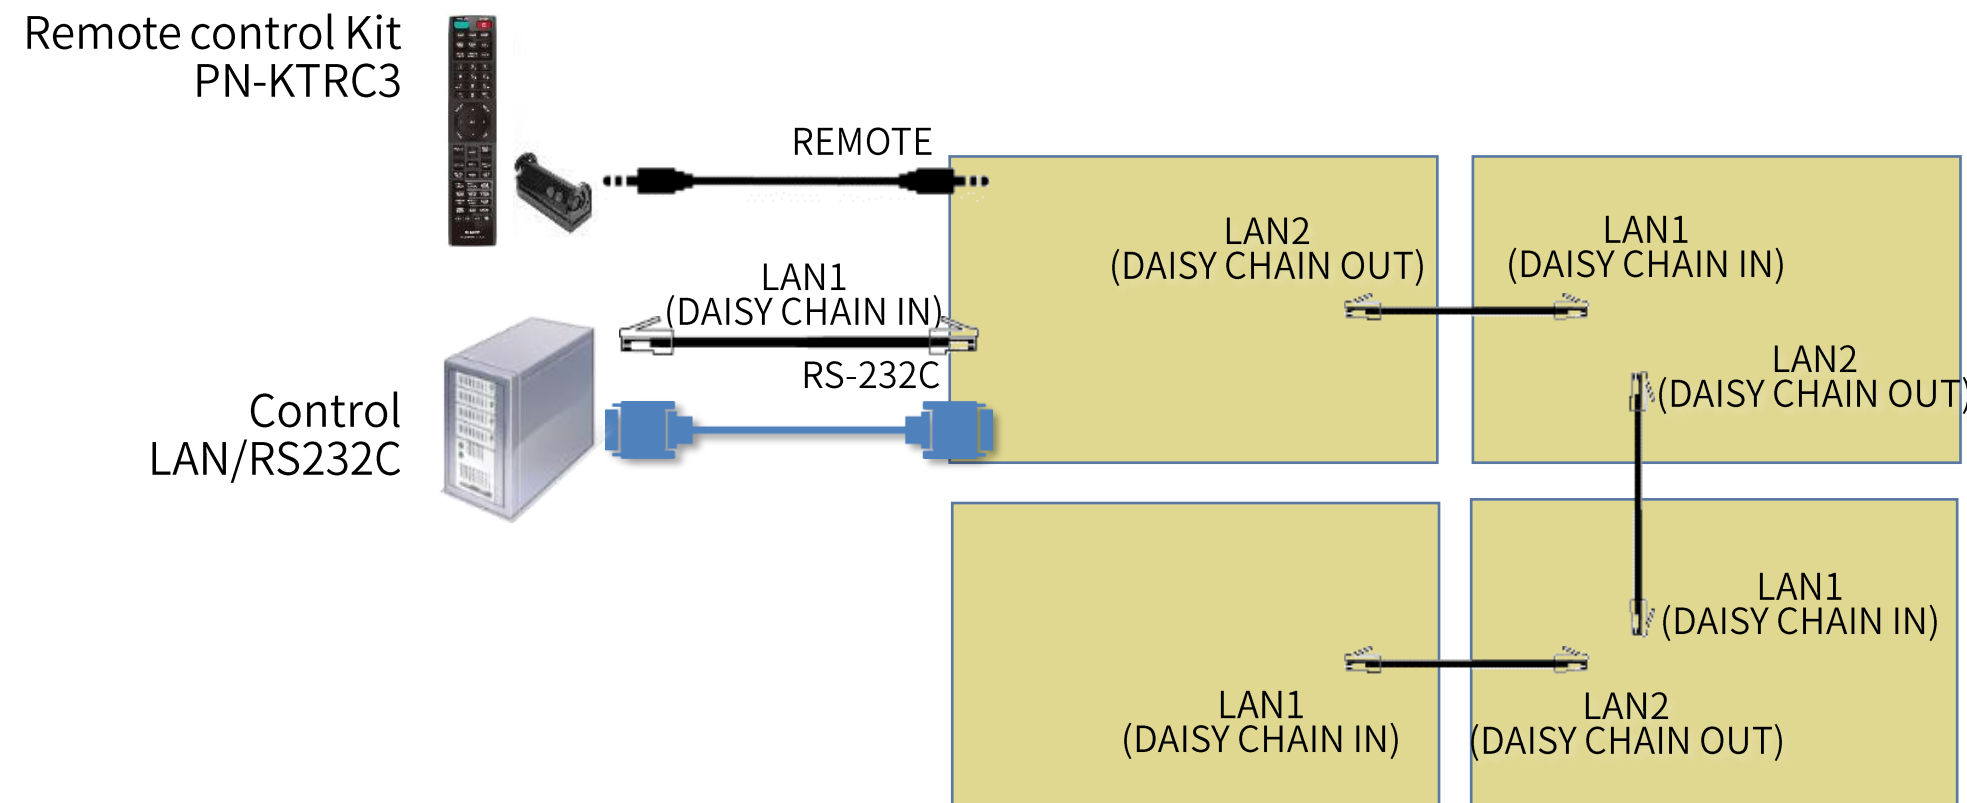 Remote control Kit
PN-KTRC3
REMOTE
LAN1
(DAISY CHAIN IN)
RS-232C
Control
LAN/RS232C
LAN2
(DAISY CHAIN OUT)
LAN1
(DAISY CHAIN IN)
LAN2
(DAISY CHAIN OUT)
LAN1
(DAISY CHAIN IN)
LAN2
(DAISY CHAIN OUT)
LAN1
(DAISY CHAIN IN)